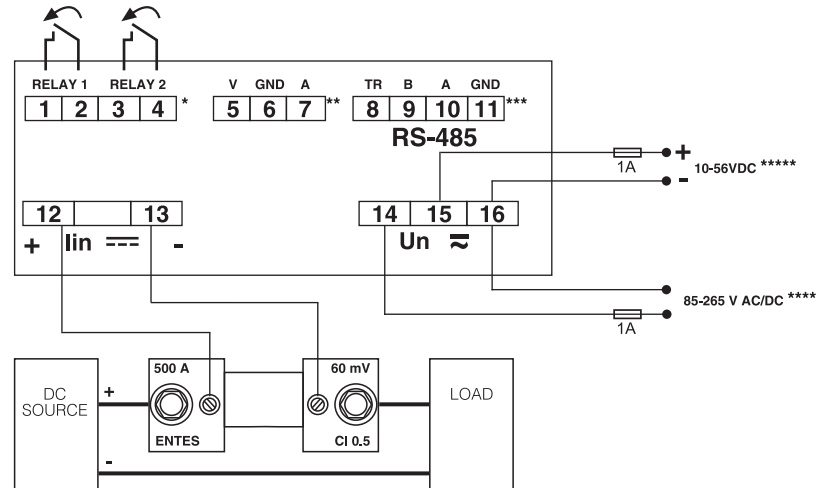 RELAY 1 RELAY 2 V GND A TR B A GND
1 2 3 4 * 5 6 7 ** 8 9 10 11 ***
RS-485
+
1A
10-56VDC *****
-
12 13 14 15 16
+ Iin - Un
85-265 V AC/DC ****
1A
500 A 60 mV
DC
SOURCE
+
LOAD
ENTES CI 0.5
-